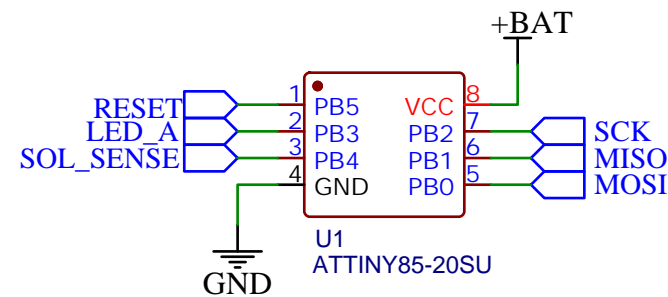 +BAT
RESET 1 PB5 VCC 8
LED_A 2 PB3 PB2 7 SCK
SOL_SENSE 3 PB4 PB1 6 MISO
4 GND PB0 5 MOSI
U1
ATTINY85-20SU
GND